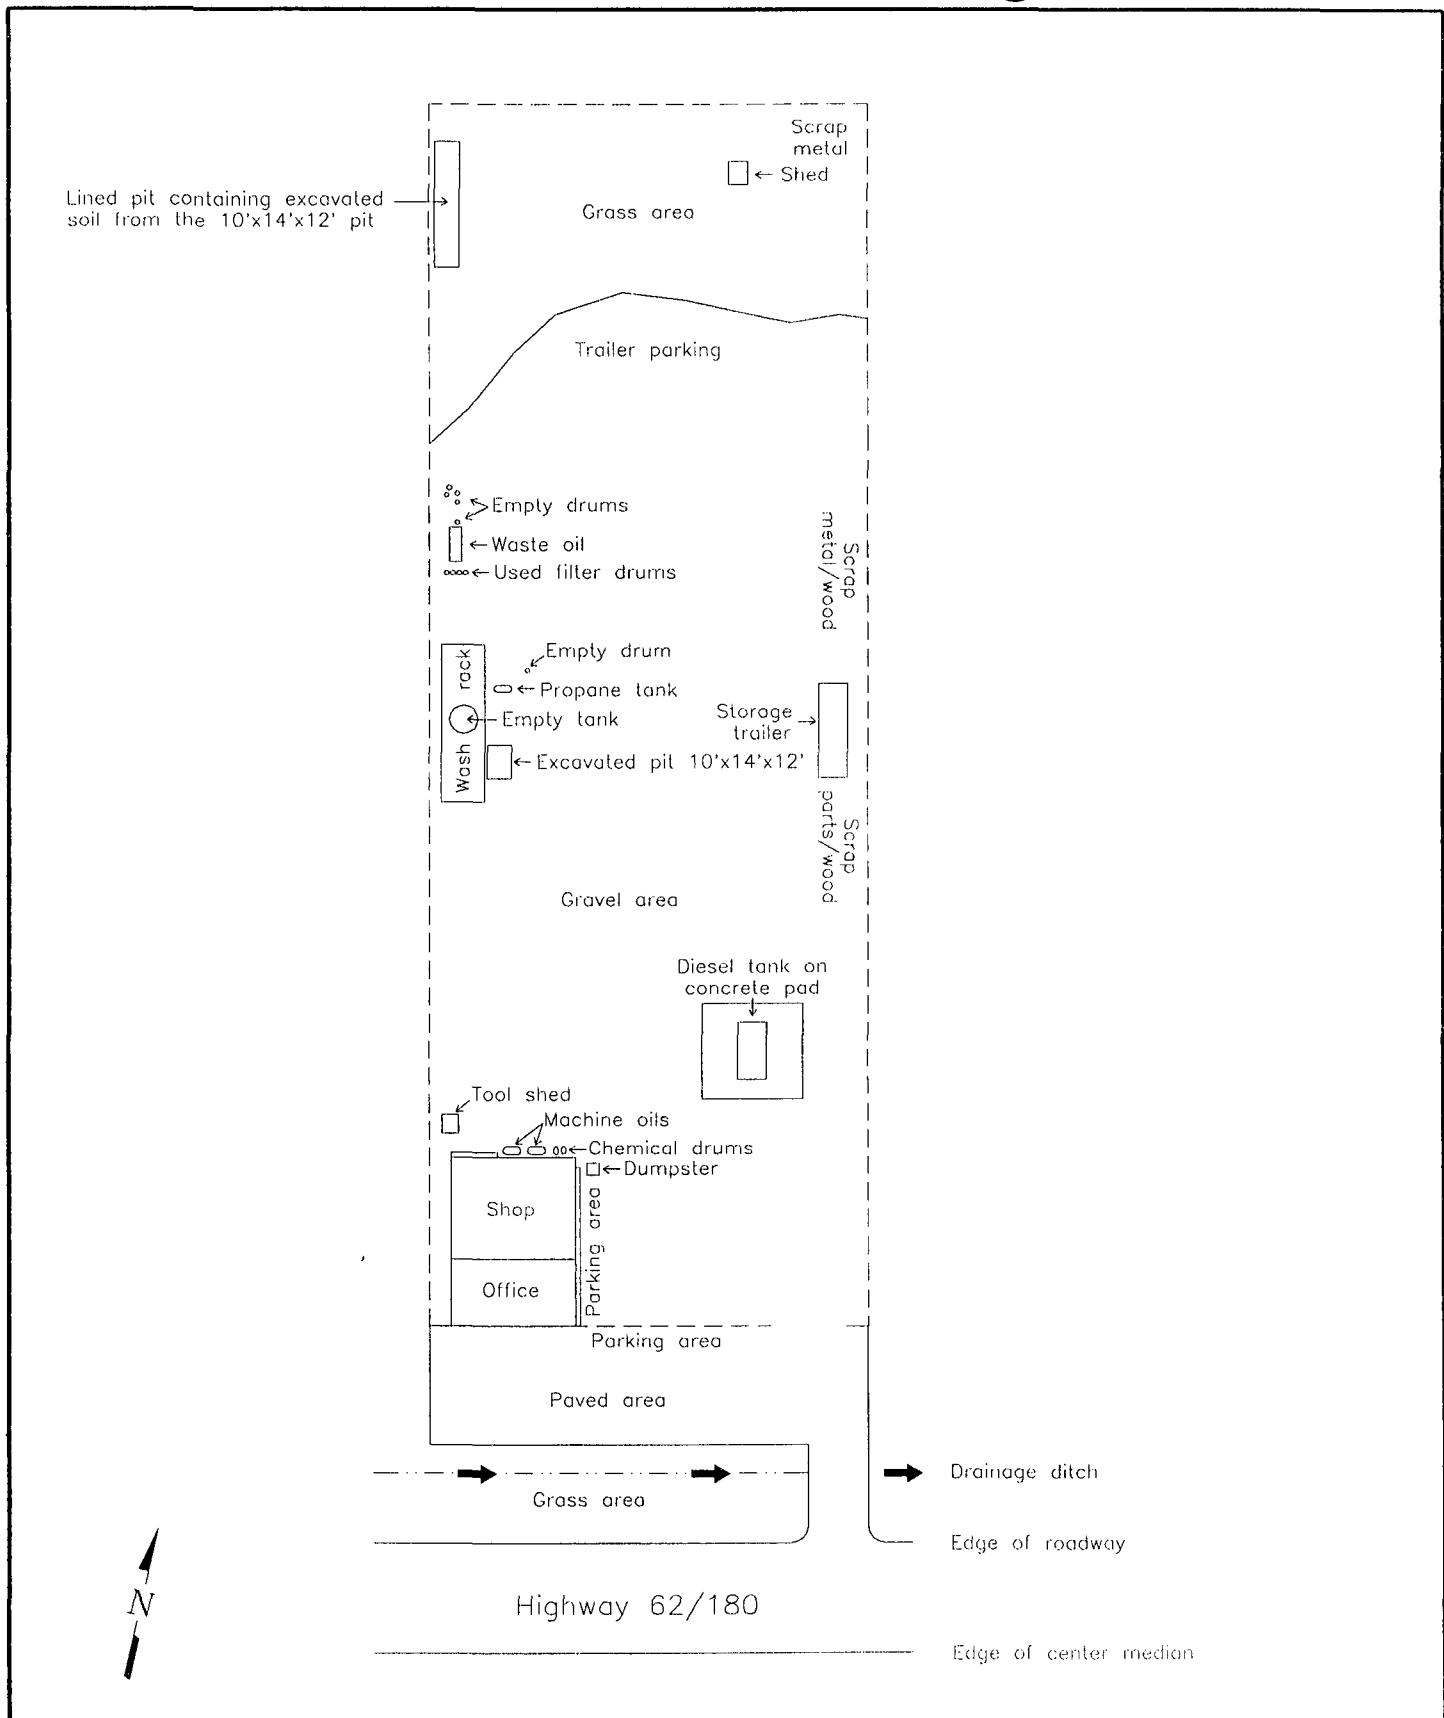 Scrap
metal
Shed
Lined pit containing excavated
soil from the 10'x14'x12' pit
Grass area
Trailer parking
Empty drums
Waste oil
Used filter drums
Scrap
metal/wood
Wash rack
Empty drum
Propane tank
Empty tank
Excavated pit 10'x14'x12'
Storage
trailer
Scrap
parts/wood
Gravel area
Diesel tank on
concrete pad
Tool shed
Machine oils
Chemical drums
Dumpster
Shop
Parking area
Office
Parking area
Paved area
Drainage ditch
Grass area
Edge of roadway
N
Highway 62/180
Edge of center median